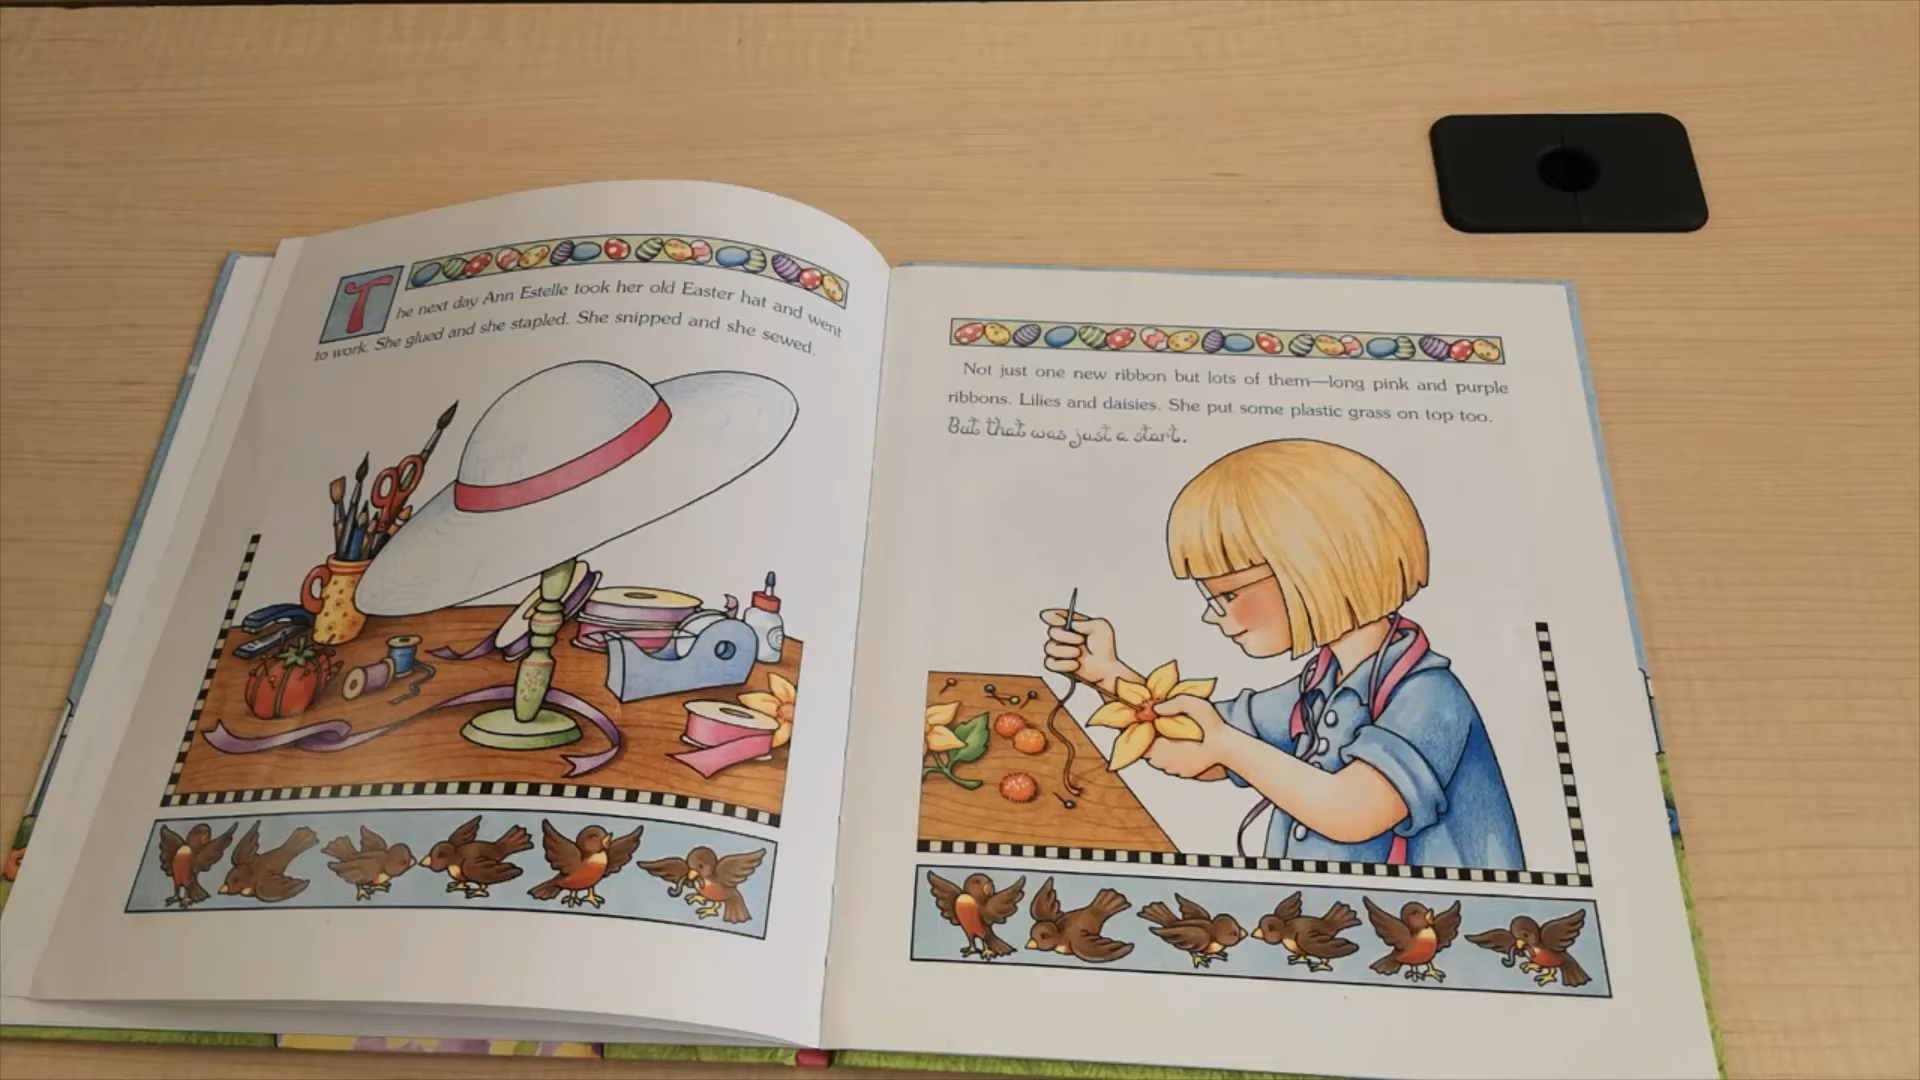 The next day Ann Estelle took her old Easter hat and went
to work. She glued and she stapled. She snipped and she sewed.
Not just one new ribbon but lots of them—long pink and purple
ribbons. Lilies and daisies. She put some plastic grass on top too.
But that was just a start.